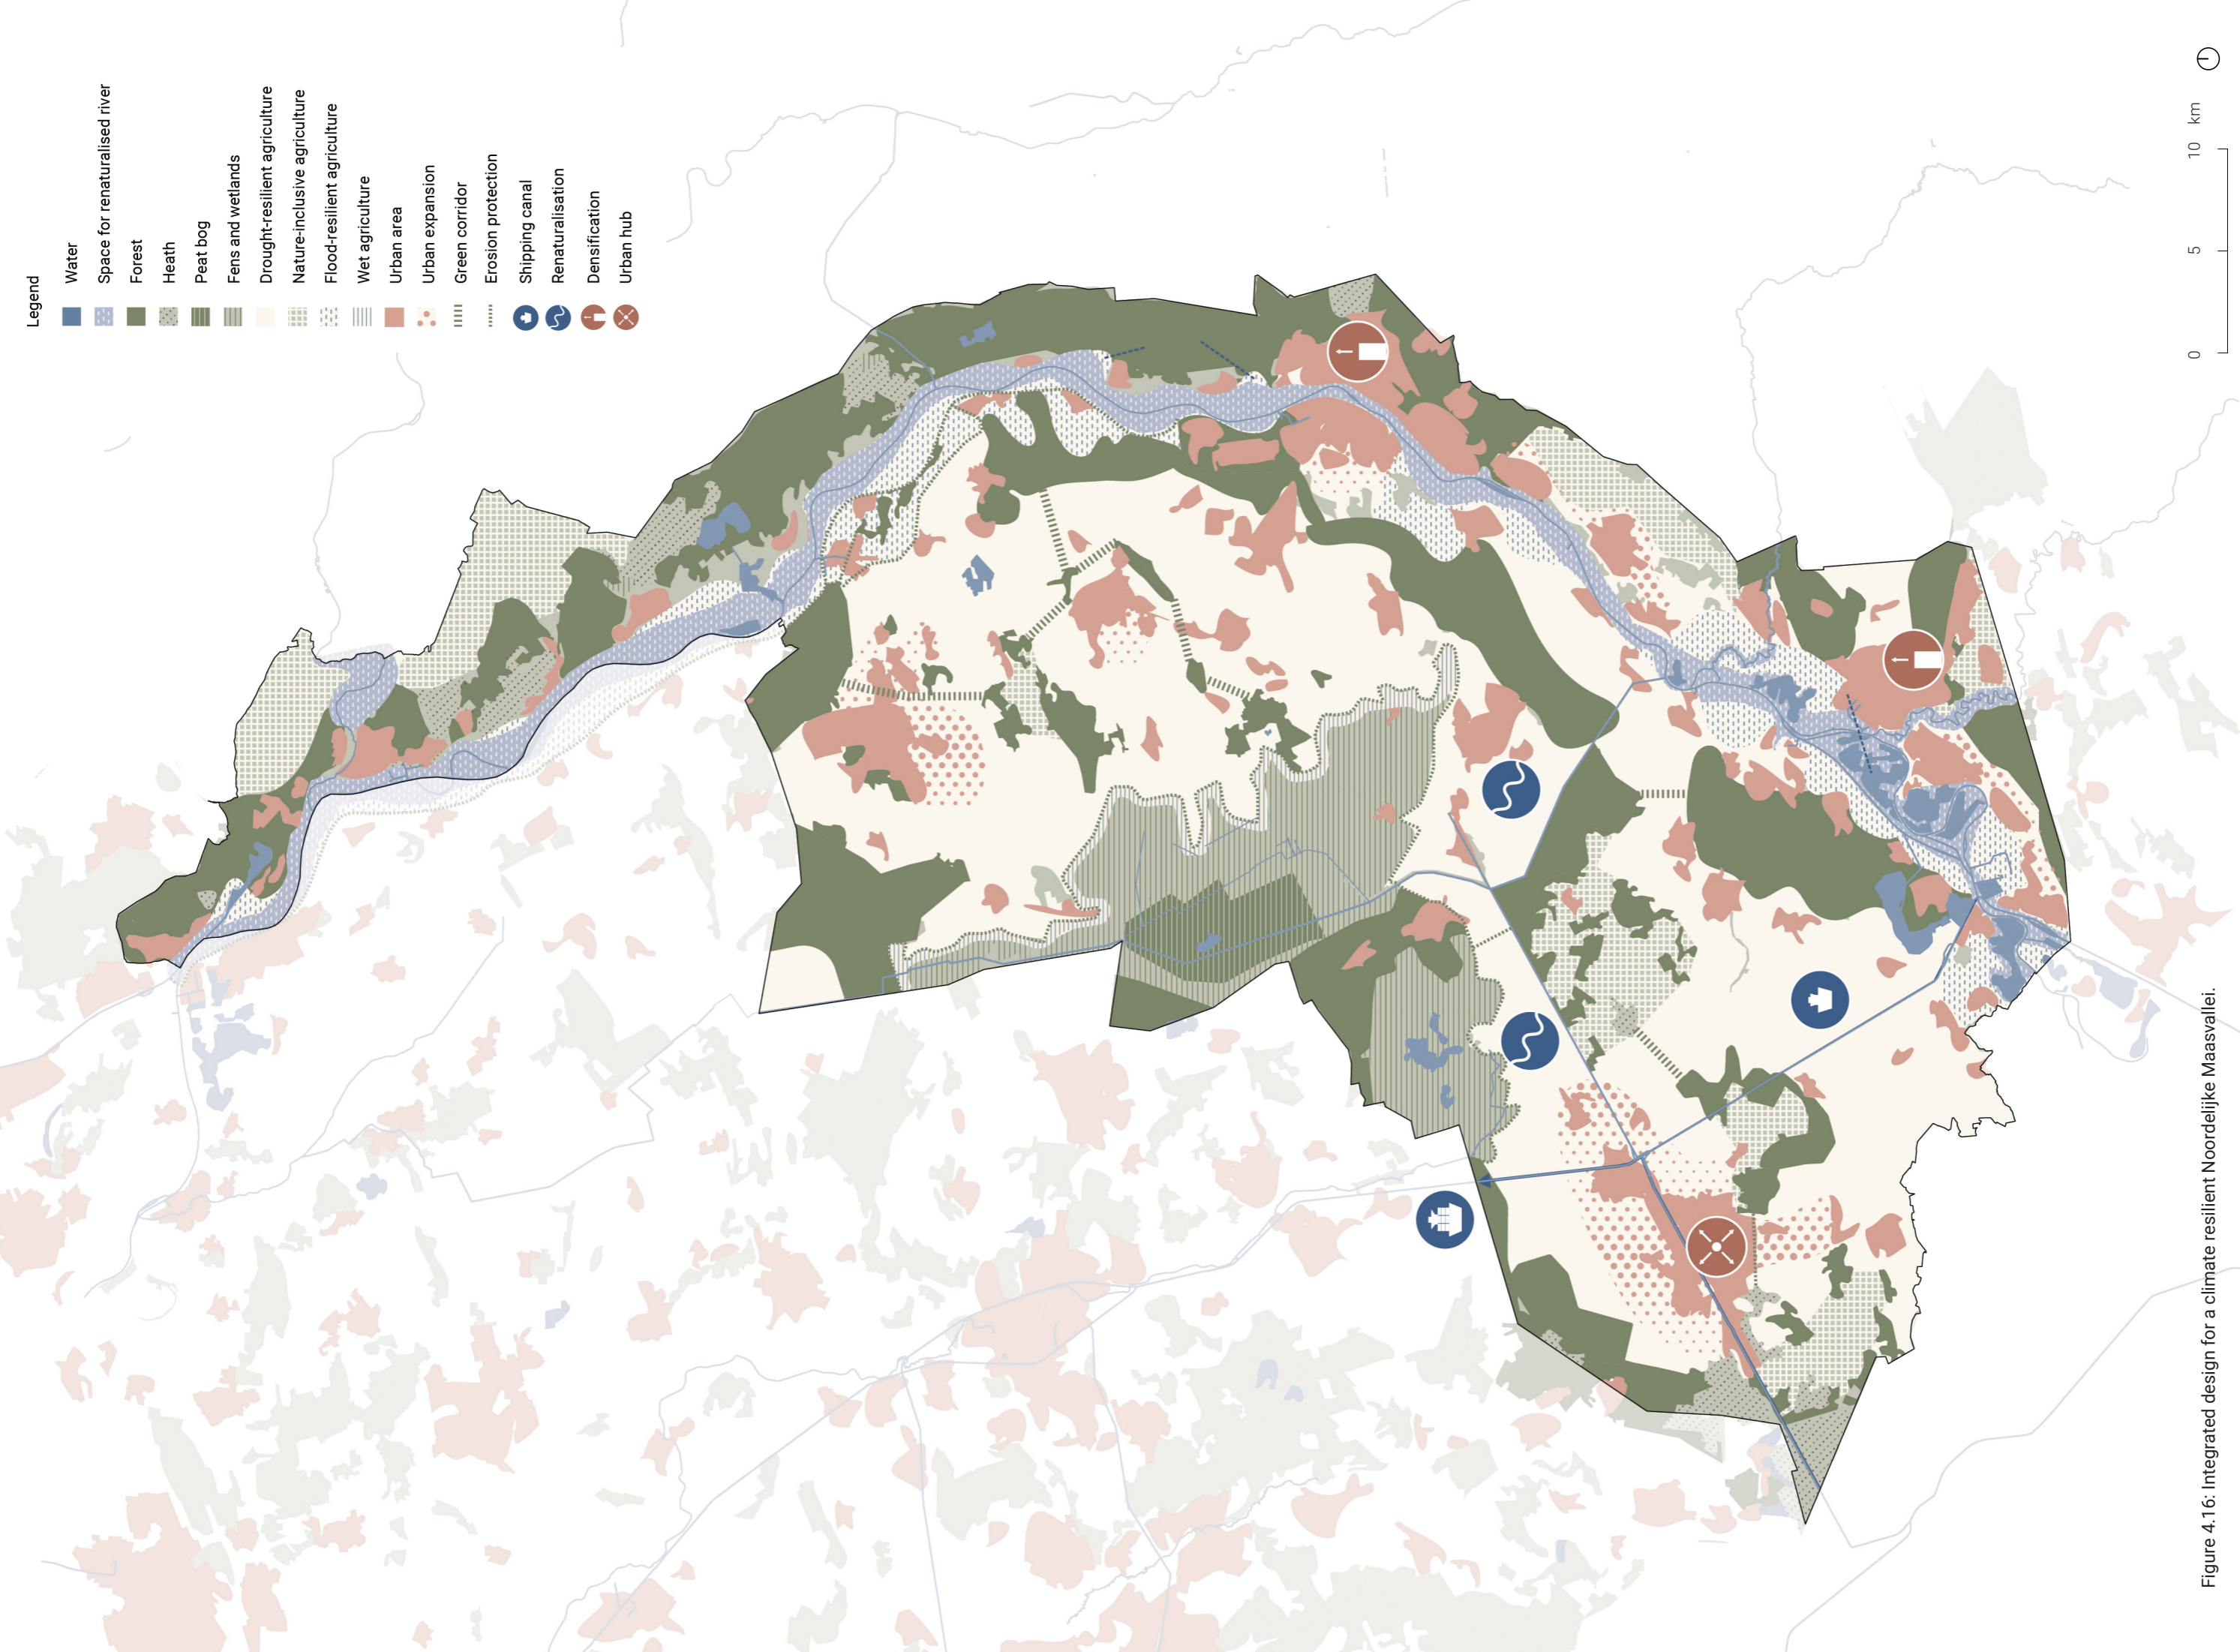 Legend
Water
Space for renaturalised river
Forest
Heath
Peat bog
Fens and wetlands
Drought-resilient agriculture
Nature-inclusive agriculture
Flood-resilient agriculture
Wet agriculture
Urban area
Urban expansion
Green corridor
Erosion protection
Shipping canal
Renaturalisation
Densification
Urban hub
0 5 10 km
Figure 4.16: Integrated design for a climate resilient Noordelijke Maasvallei.